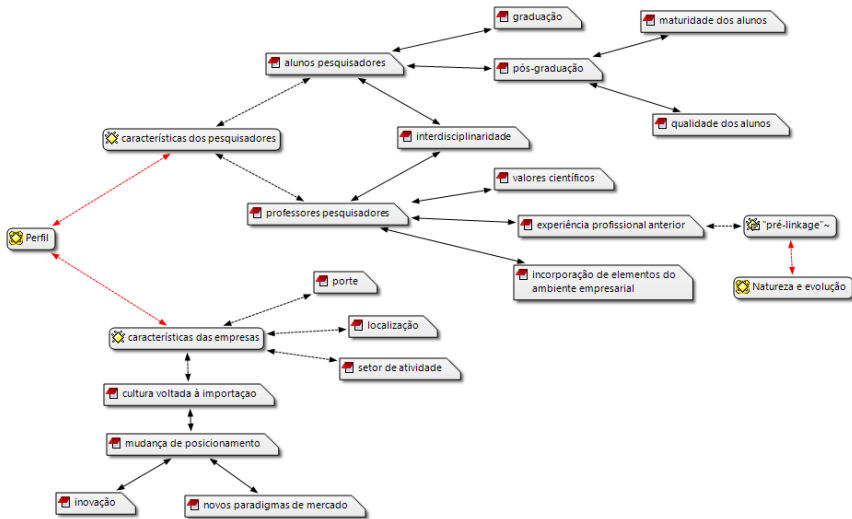 graduação
maturidade dos alunos
alunos pesquisadores
pós-graduação
qualidade dos alunos
características dos pesquisadores
interdisciplinaridade
valores científicos
professores pesquisadores
experiência profissional anterior
"pré-linkage"~
Perfil
incorporação de elementos do
ambiente empresarial
Natureza e evolução
porte
localização
características das empresas
setor de atividade
cultura voltada à importaçao
mudança de posicionamento
inovação
novos paradigmas de mercado